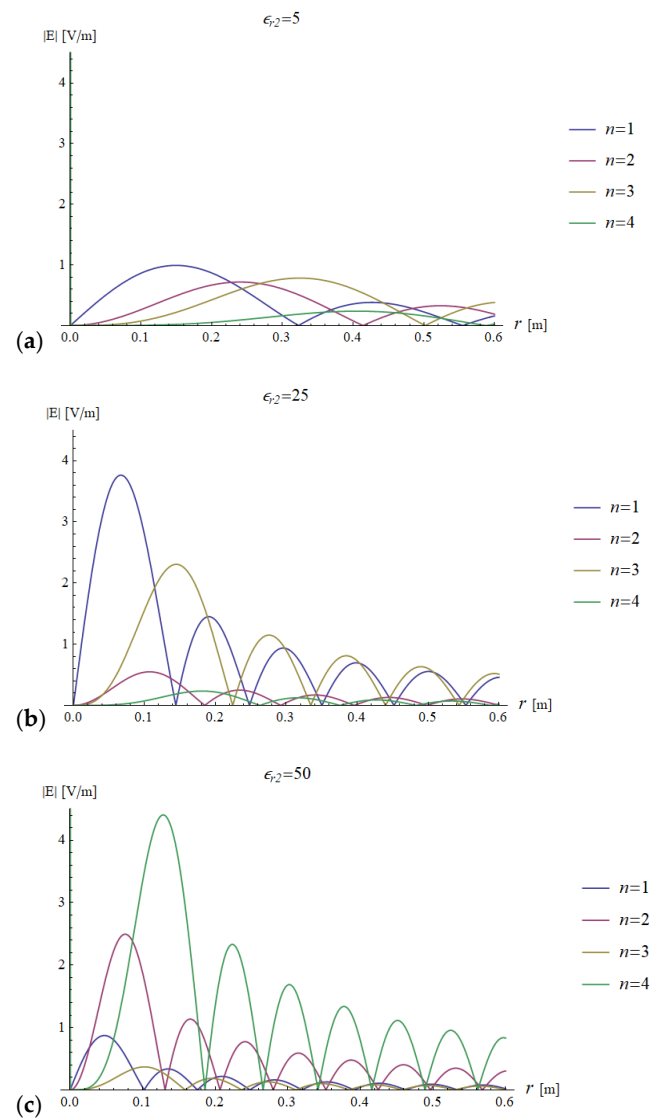 ϵr2=5
|E| [V/m]
4
3
2
1
0.0 0.1 0.2 0.3 0.4 0.5 0.6
r [m]
n=1
n=2
n=3
n=4
(a)
ϵr2=25
|E| [V/m]
4
3
2
1
0.0 0.1 0.2 0.3 0.4 0.5 0.6
r [m]
n=1
n=2
n=3
n=4
(b)
ϵr2=50
|E| [V/m]
4
3
2
1
0.0 0.1 0.2 0.3 0.4 0.5 0.6
r [m]
n=1
n=2
n=3
n=4
(c)